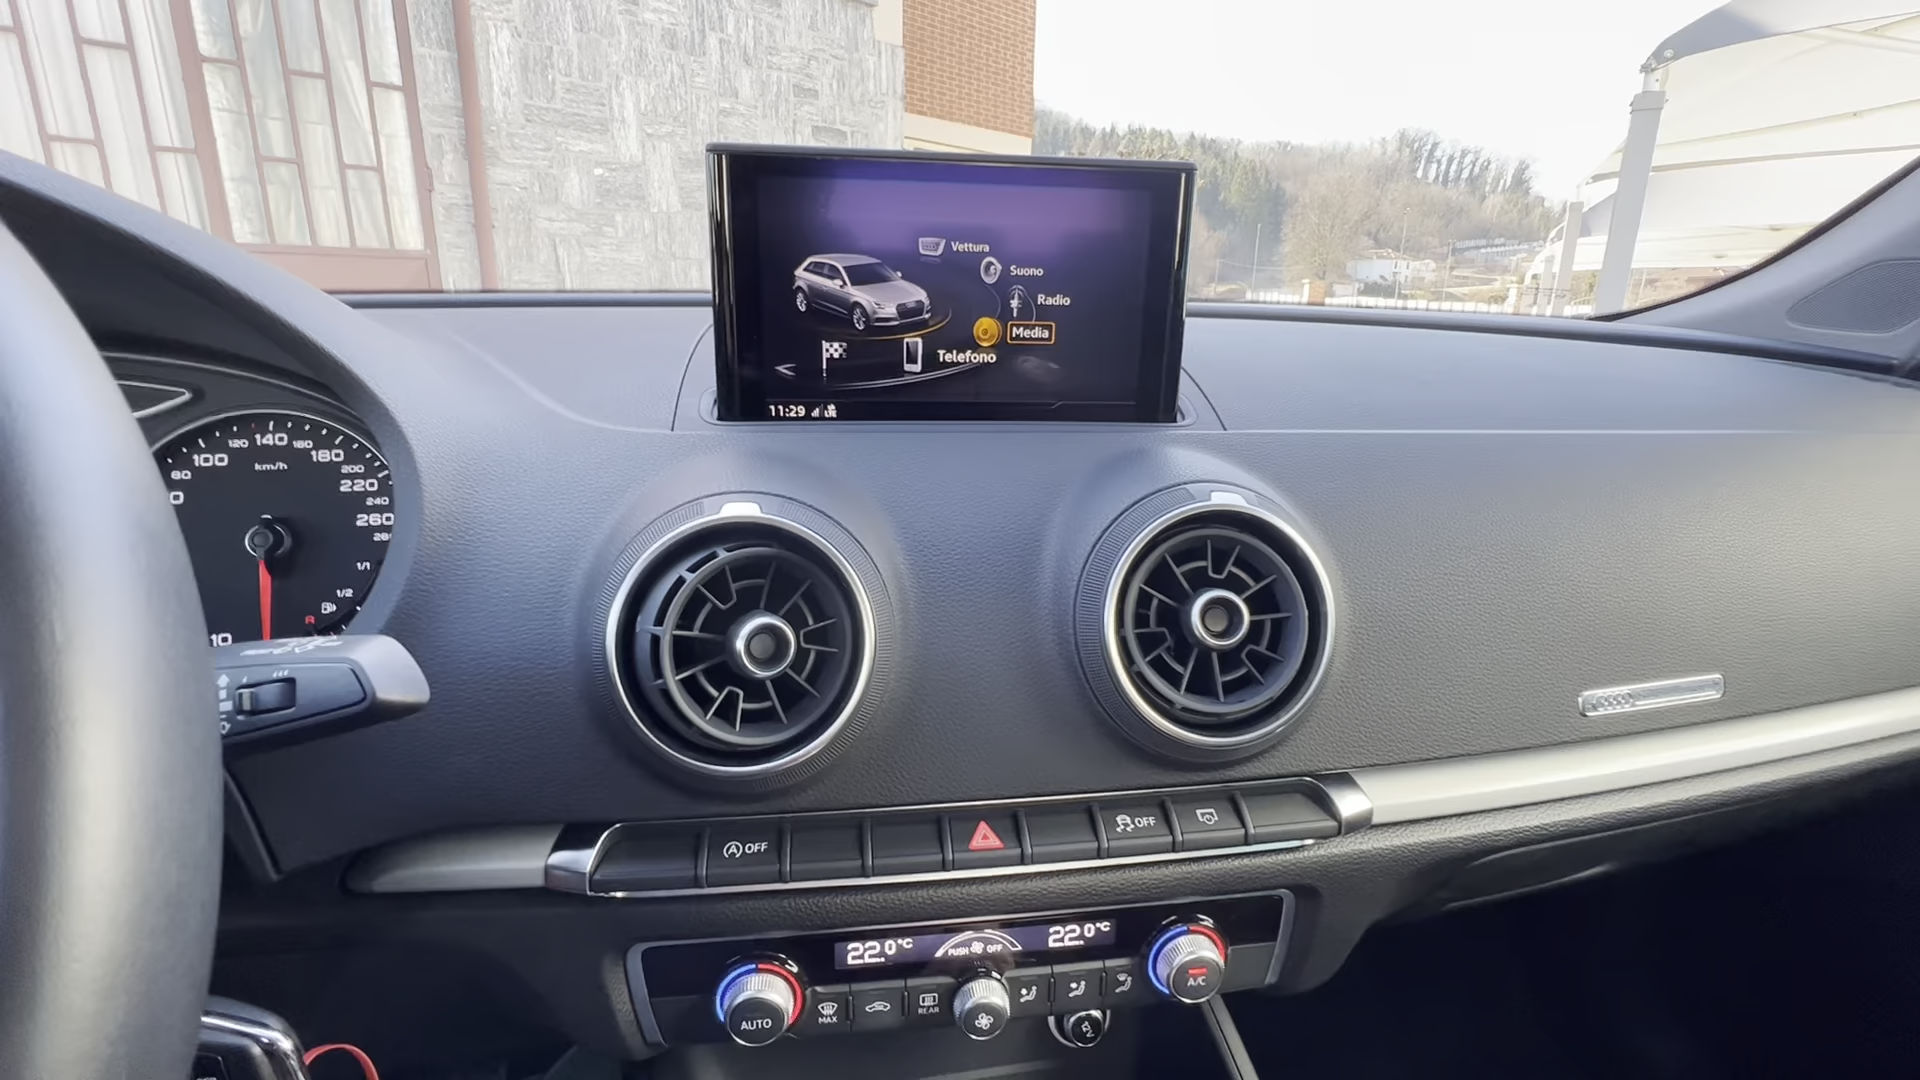 Vettura
Suono
Radio
Media
Telefono
11:29 LTE
80 100 120 140 160 180 200 220 240 260
km/h
1/1
1/2
R
OFF
OFF
22.0°C PUSH OFF 22.0°C
AUTO MAX REAR A/C